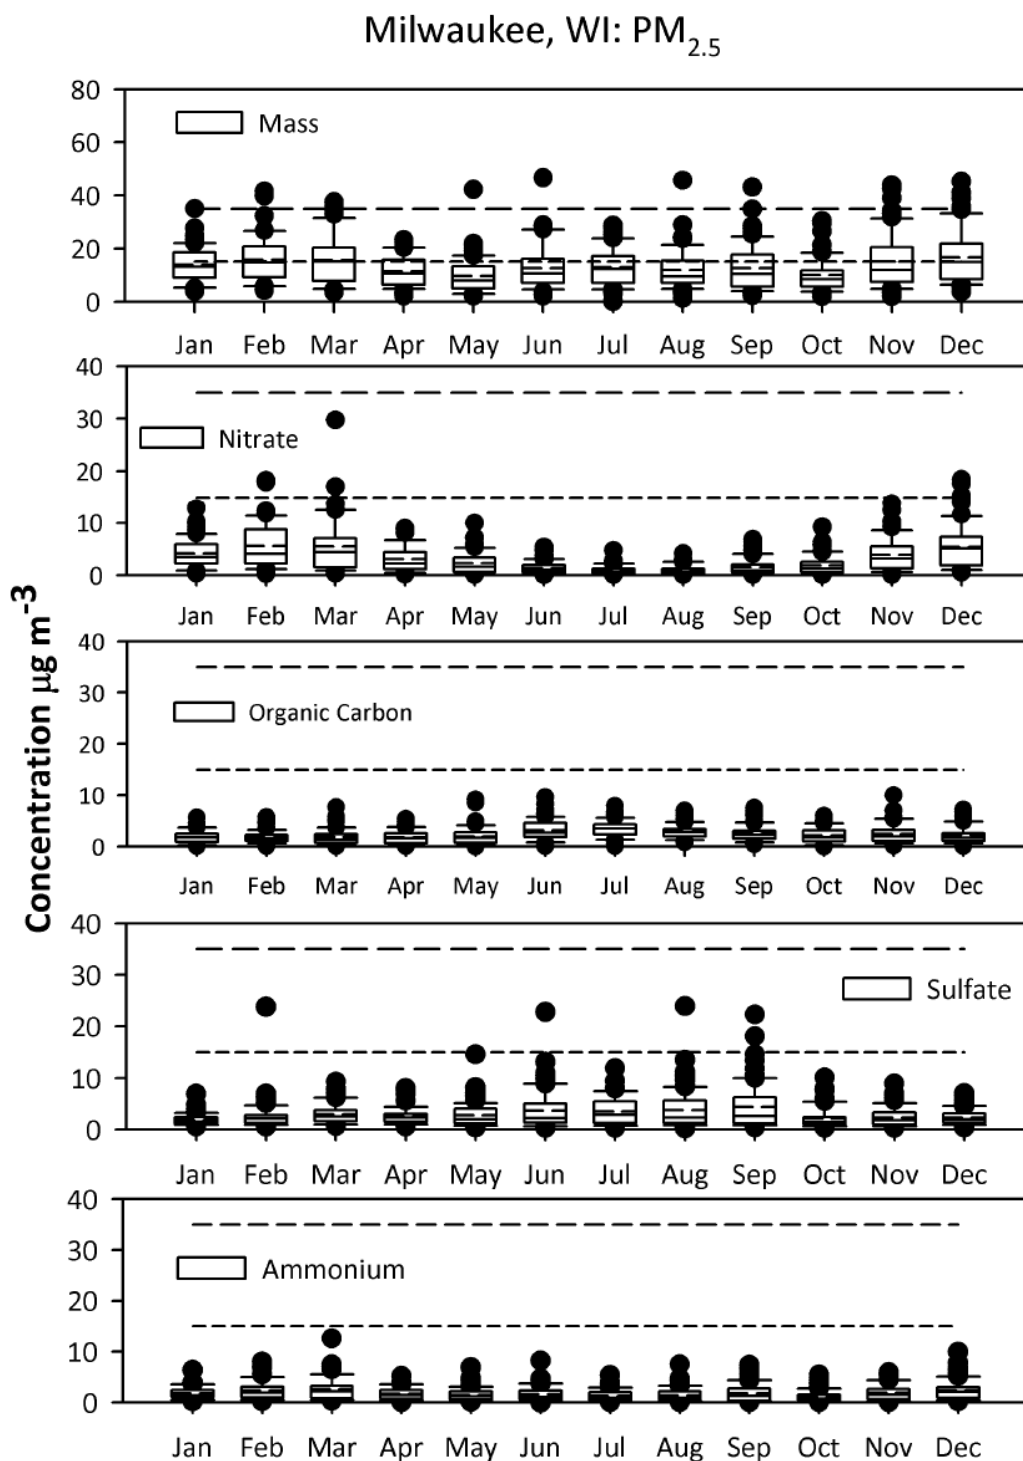 Milwaukee, WI: PM2.5
Concentration µg m-3
80
60
40
20
0
Mass
Jan Feb Mar Apr May Jun Jul Aug Sep Oct Nov Dec
40
30
20
10
0
Nitrate
Jan Feb Mar Apr May Jun Jul Aug Sep Oct Nov Dec
40
30
20
10
0
Organic Carbon
Jan Feb Mar Apr May Jun Jul Aug Sep Oct Nov Dec
40
30
20
10
0
Sulfate
Jan Feb Mar Apr May Jun Jul Aug Sep Oct Nov Dec
40
30
20
10
0
Ammonium
Jan Feb Mar Apr May Jun Jul Aug Sep Oct Nov Dec